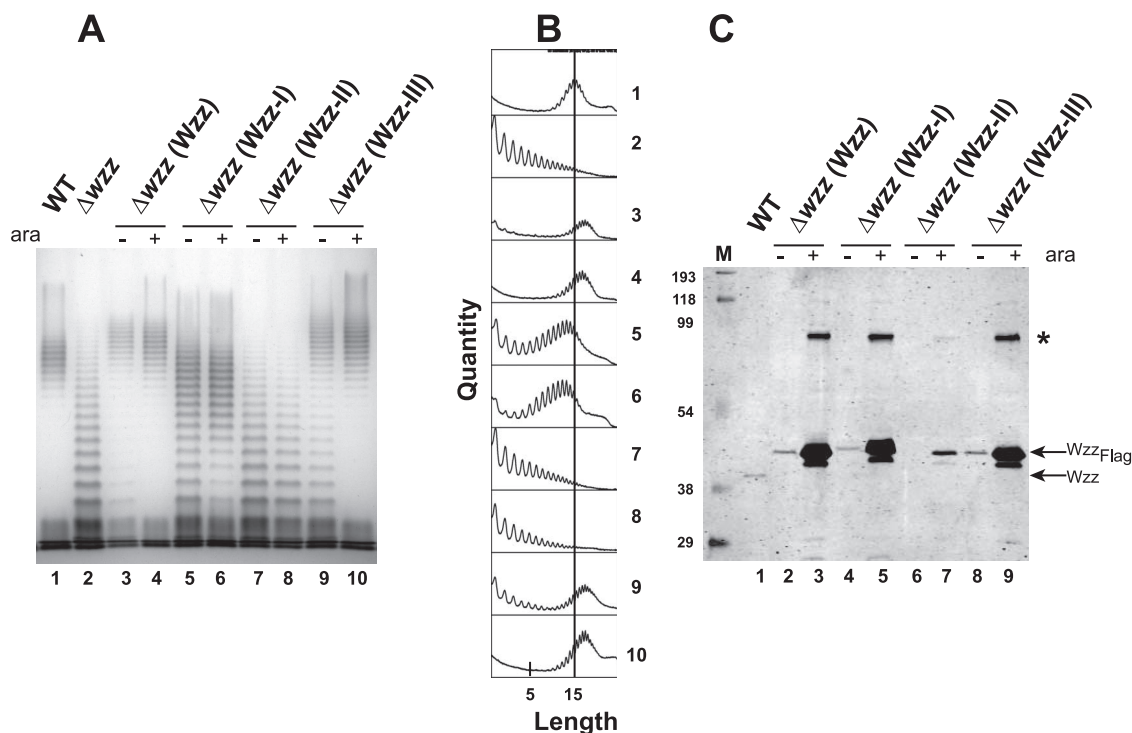 A
WT
Δwzz
Δwzz (Wzz)
Δwzz (Wzz-I)
Δwzz (Wzz-II)
Δwzz (Wzz-III)
ara - + - + - + - +
1 2 3 4 5 6 7 8 9 10
B
Quantity
1
2
3
4
5
6
7
8
9
10
5 15
Length
C
WT
Δwzz (Wzz)
Δwzz (Wzz-I)
Δwzz (Wzz-II)
Δwzz (Wzz-III)
M - + - + - + - + ara
193
118
99
*
54
WzzFlag
Wzz
38
29
1 2 3 4 5 6 7 8 9